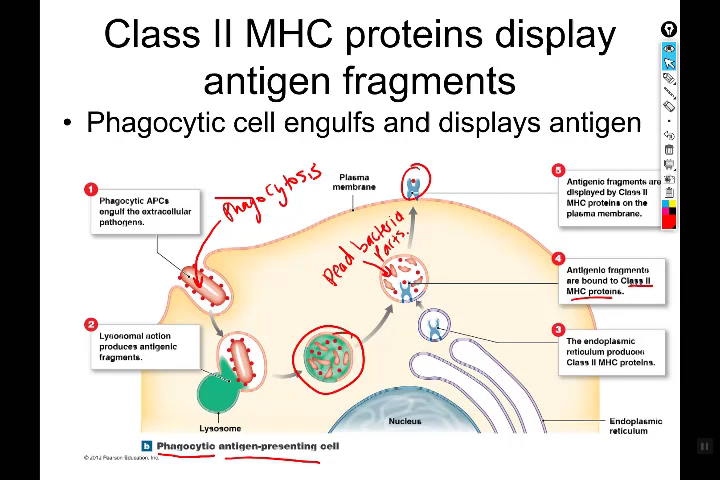 Class II MHC proteins display
antigen fragments
• Phagocytic cell engulfs and displays antigen
1
Phagocytic APCs
engulf the extracellular
pathogens.
Phagocytosis
Plasma
membrane
5
Antigenic fragments are
displayed by Class II
MHC proteins on the
plasma membrane.
Dead bacteria
parts.
4
Antigenic fragments
are bound to Class II
MHC proteins.
2
Lysosomal action
produces antigenic
fragments.
3
The endoplasmic
reticulum produces
Class II MHC proteins.
Lysosome
Nucleus
Endoplasmic
reticulum
b Phagocytic antigen-presenting cell
© 2012 Pearson Education, Inc.